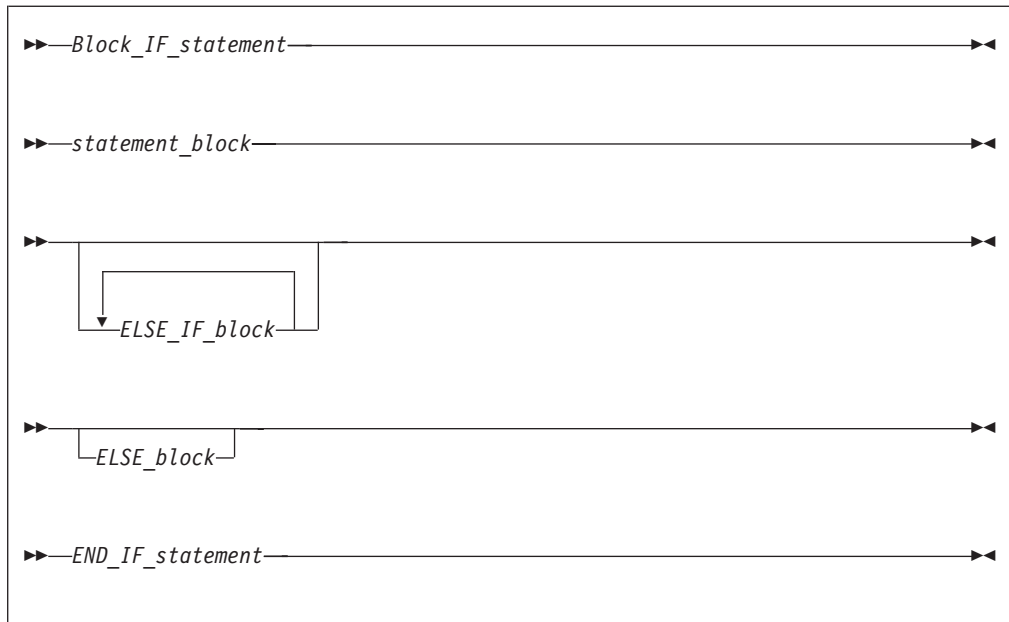 Block_IF_statement
statement_block
ELSE_IF_block
ELSE_block
END_IF_statement